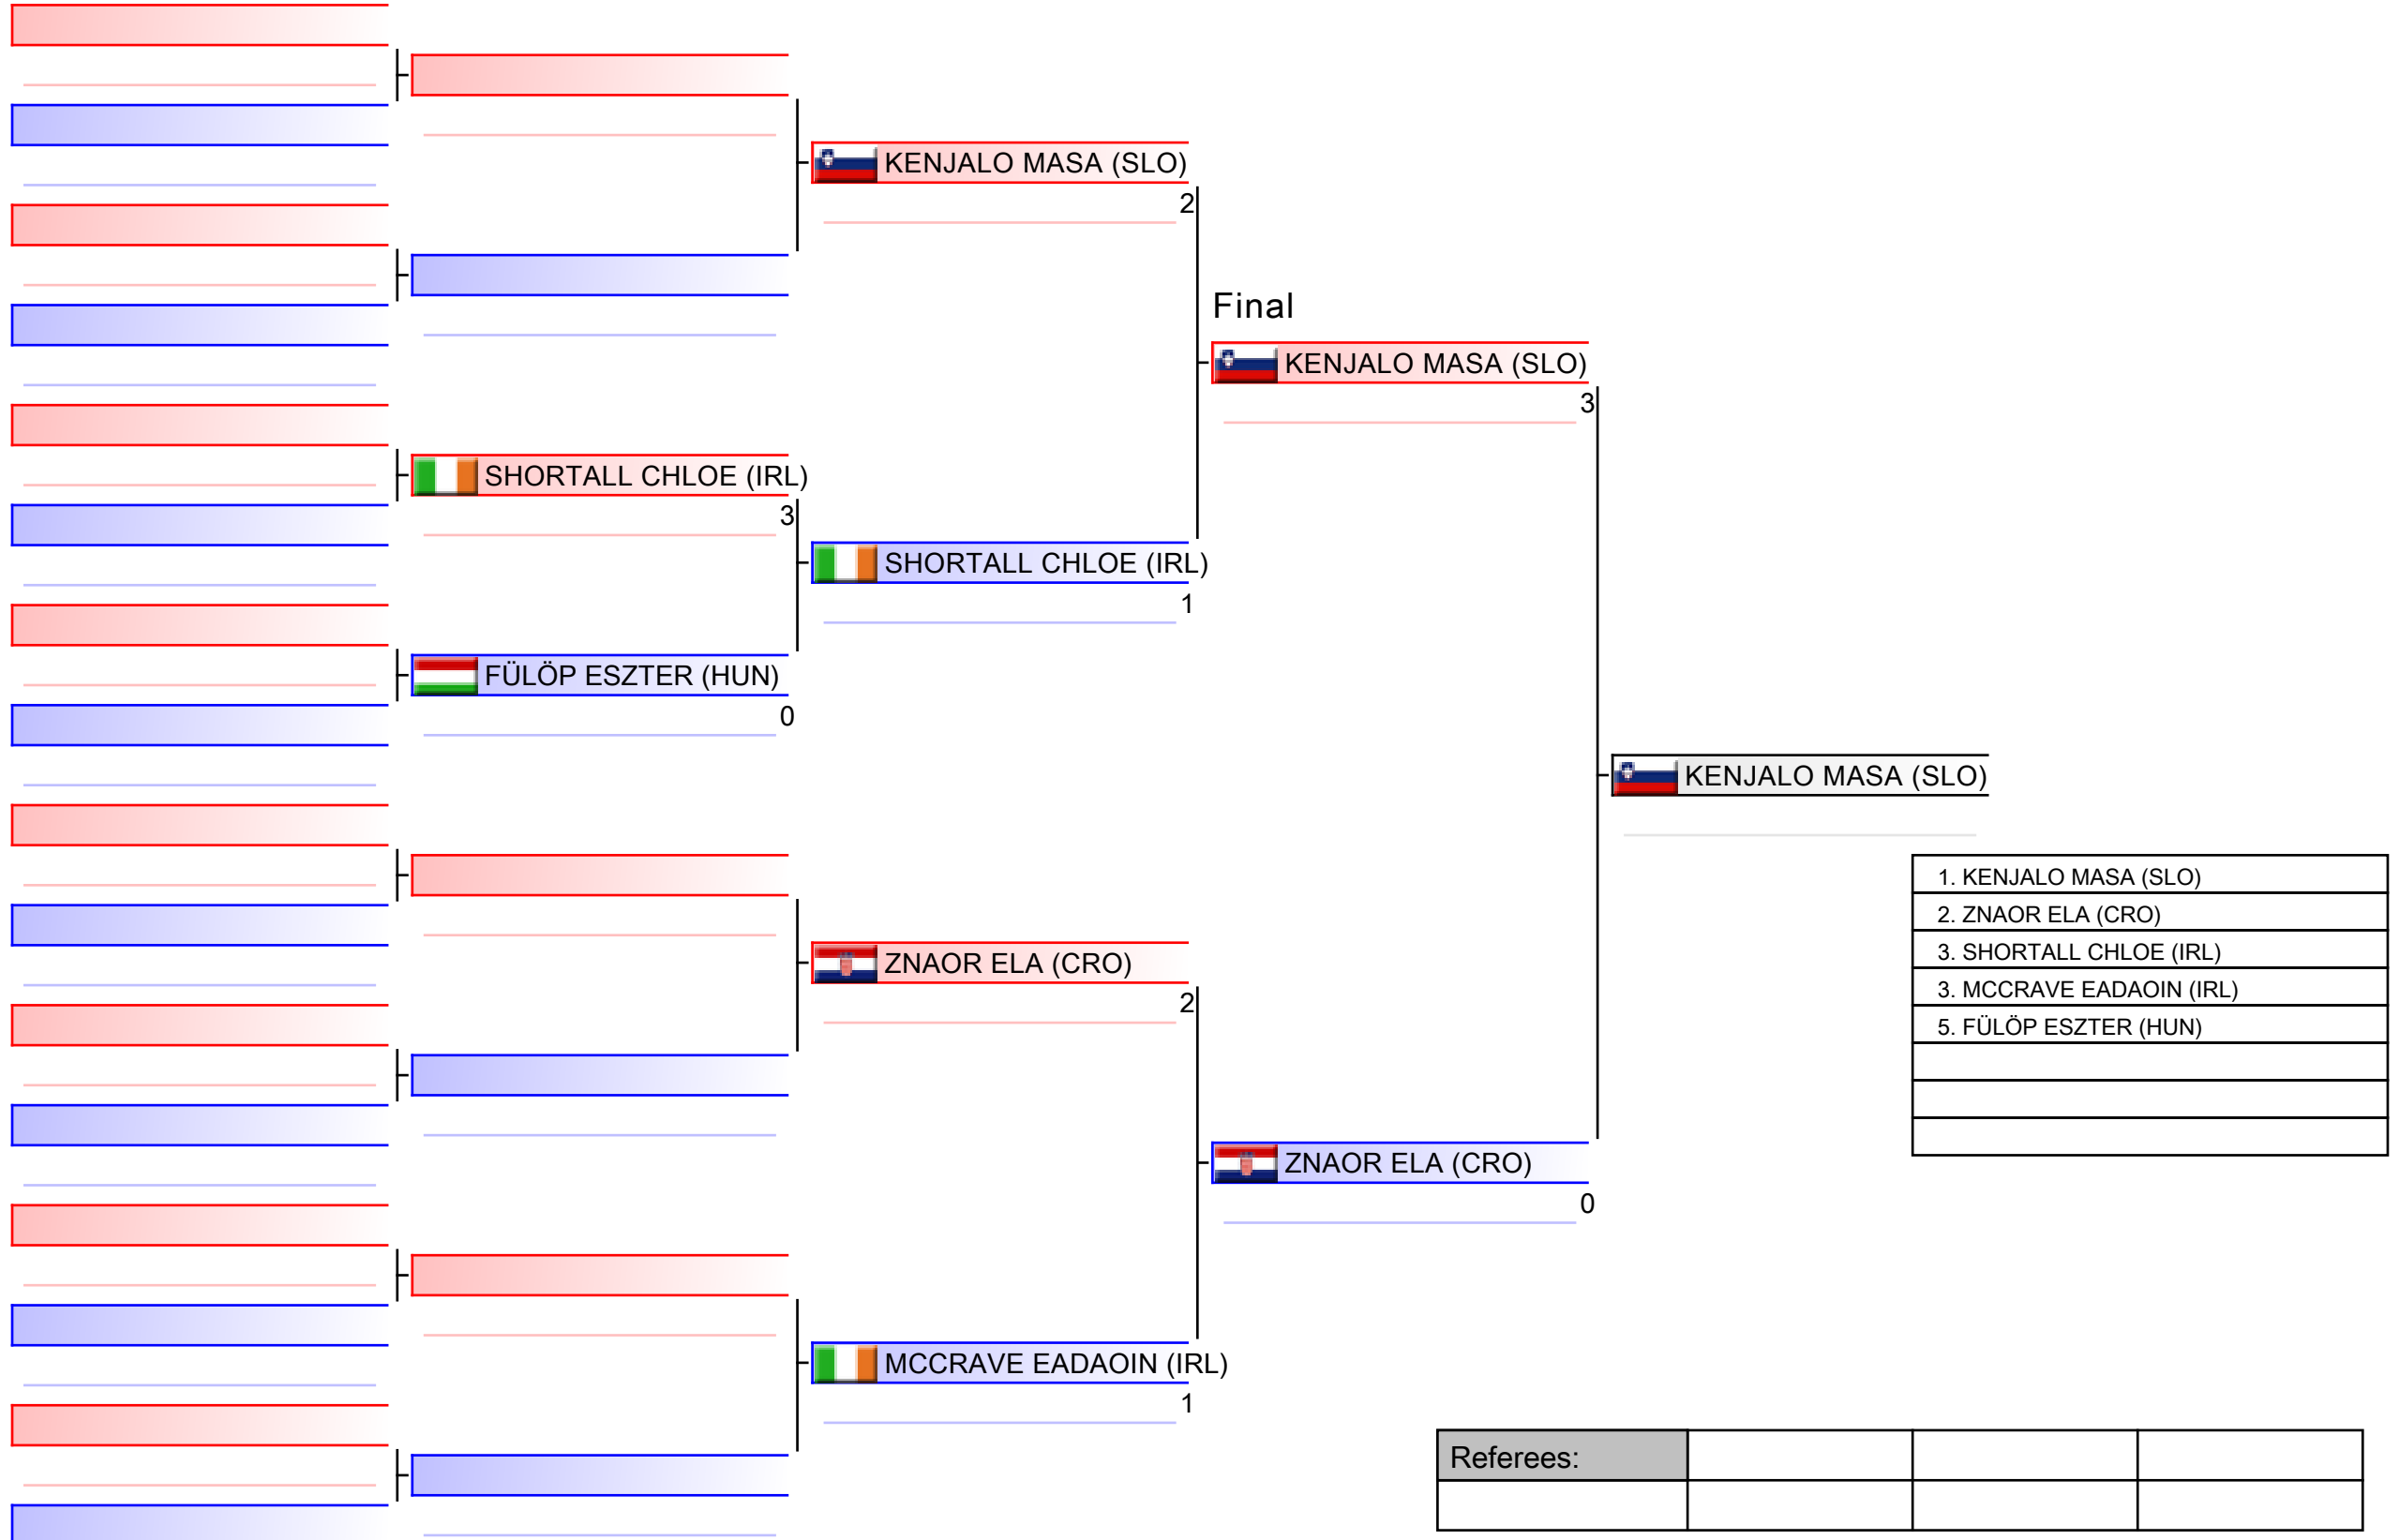 KENJALO MASA (SLO)
2
Final
KENJALO MASA (SLO)
3
SHORTALL CHLOE (IRL)
3
SHORTALL CHLOE (IRL)
1
FÜLÖP ESZTER (HUN)
0
KENJALO MASA (SLO)
1. KENJALO MASA (SLO)
2. ZNAOR ELA (CRO)
3. SHORTALL CHLOE (IRL)
3. MCCRAVE EADAOIN (IRL)
5. FÜLÖP ESZTER (HUN)
ZNAOR ELA (CRO)
2
ZNAOR ELA (CRO)
0
MCCRAVE EADAOIN (IRL)
1
Referees: